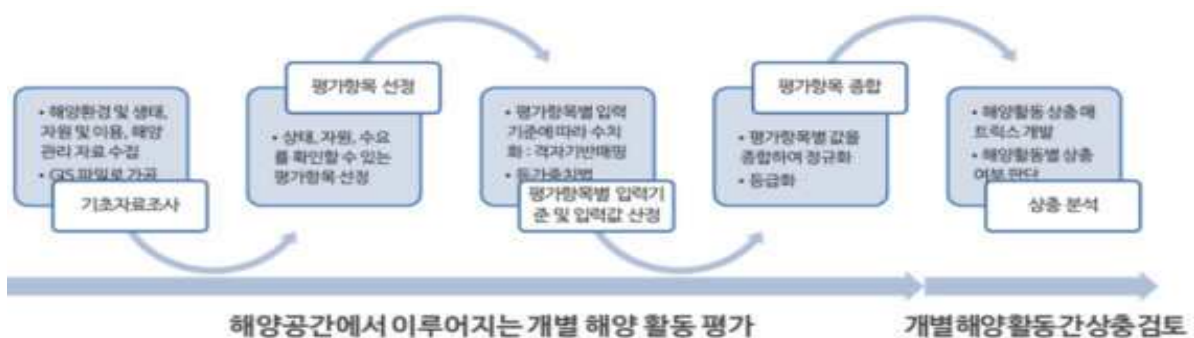 • 해양환경 및 생태,
자원 및 이용, 해양
관리 자료 수집
• GIS 파일로 가공
기초자료조사
평가항목 선정
• 상태, 자원, 수요
를 확인할 수 있는
평가항목 선정
• 평가항목별 입력
기준에 따라 수치
화 : 격자기반매핑
• 등가중치법
평가항목별 입력기
준 및 입력값 산정
평가항목 종합
• 평가항목별 값을
종합하여 정규화
• 등급화
• 해양활동 상충 매
트릭스 개발
• 해양활동별 상충
여부 판단
상충 분석
해양공간에서 이루어지는 개별 해양 활동 평가
개별해양활동간상충검토